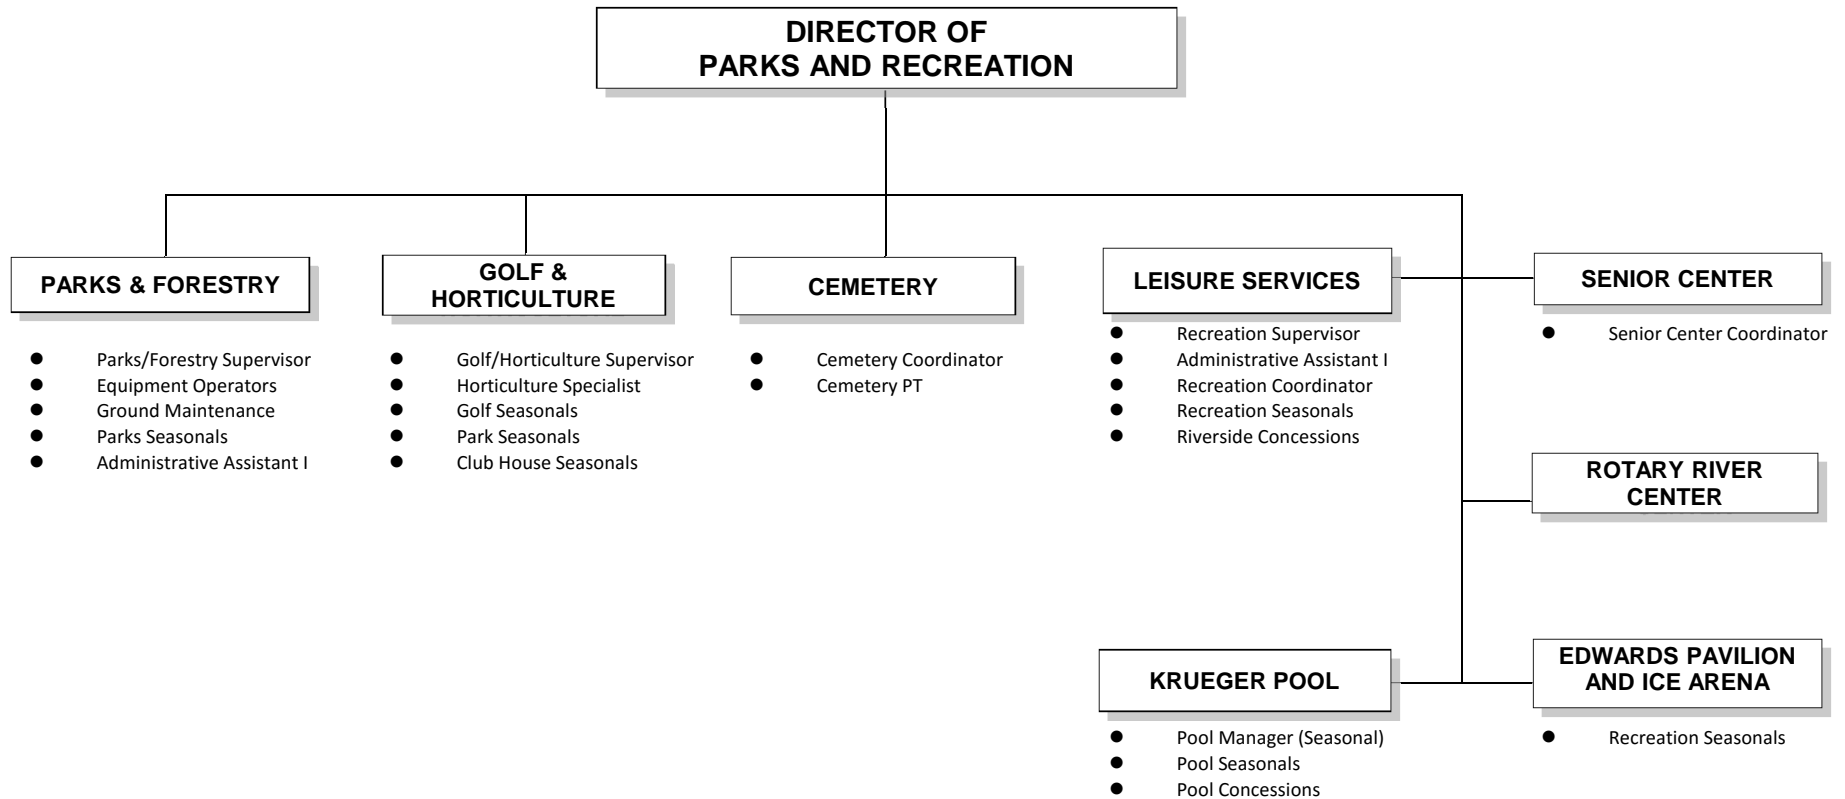 DIRECTOR OF
PARKS AND RECREATION
PARKS & FORESTRY
● Parks/Forestry Supervisor
● Equipment Operators
● Ground Maintenance
● Parks Seasonals
● Administrative Assistant I
GOLF &
HORTICULTURE
● Golf/Horticulture Supervisor
● Horticulture Specialist
● Golf Seasonals
● Park Seasonals
● Club House Seasonals
CEMETERY
● Cemetery Coordinator
● Cemetery PT
LEISURE SERVICES
● Recreation Supervisor
● Administrative Assistant I
● Recreation Coordinator
● Recreation Seasonals
● Riverside Concessions
SENIOR CENTER
● Senior Center Coordinator
ROTARY RIVER
CENTER
KRUEGER POOL
● Pool Manager (Seasonal)
● Pool Seasonals
● Pool Concessions
EDWARDS PAVILION
AND ICE ARENA
● Recreation Seasonals